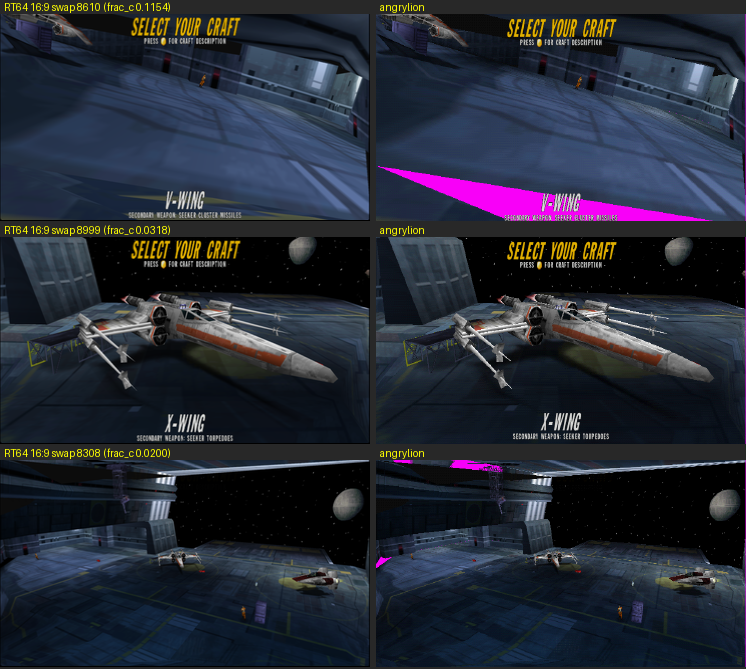 RT64 16:9 swap 8610 (frac_c 0.1154)
angrylion
SELECT YOUR CRAFT
PRESS FOR CRAFT DESCRIPTION
SELECT YOUR CRAFT
PRESS FOR CRAFT DESCRIPTION
V-WING
SECONDARY WEAPON: SEEKER CLUSTER MISSILES
V-WING
SECONDARY WEAPON: SEEKER CLUSTER MISSILES
RT64 16:9 swap 8999 (frac_c 0.0318)
angrylion
SELECT YOUR CRAFT
PRESS FOR CRAFT DESCRIPTION
SELECT YOUR CRAFT
PRESS FOR CRAFT DESCRIPTION
X-WING
SECONDARY WEAPON: SEEKER TORPEDOES
X-WING
SECONDARY WEAPON: SEEKER TORPEDOES
RT64 16:9 swap 8308 (frac_c 0.0200)
angrylion